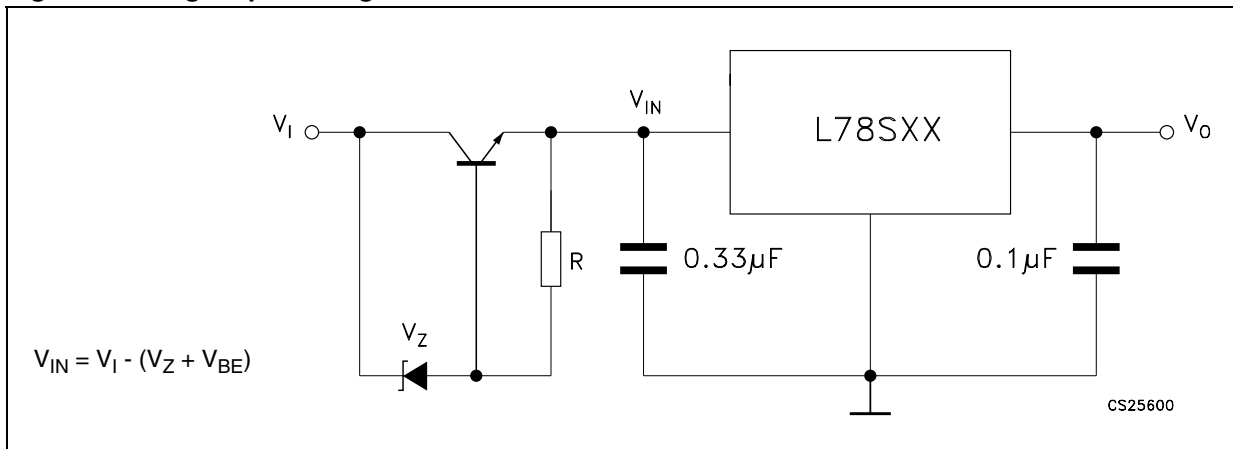 V_IN
V_I
L78SXX
V_O
R
0.33µF
0.1µF
V_Z
V_IN = V_I - (V_Z + V_BE)
CS25600